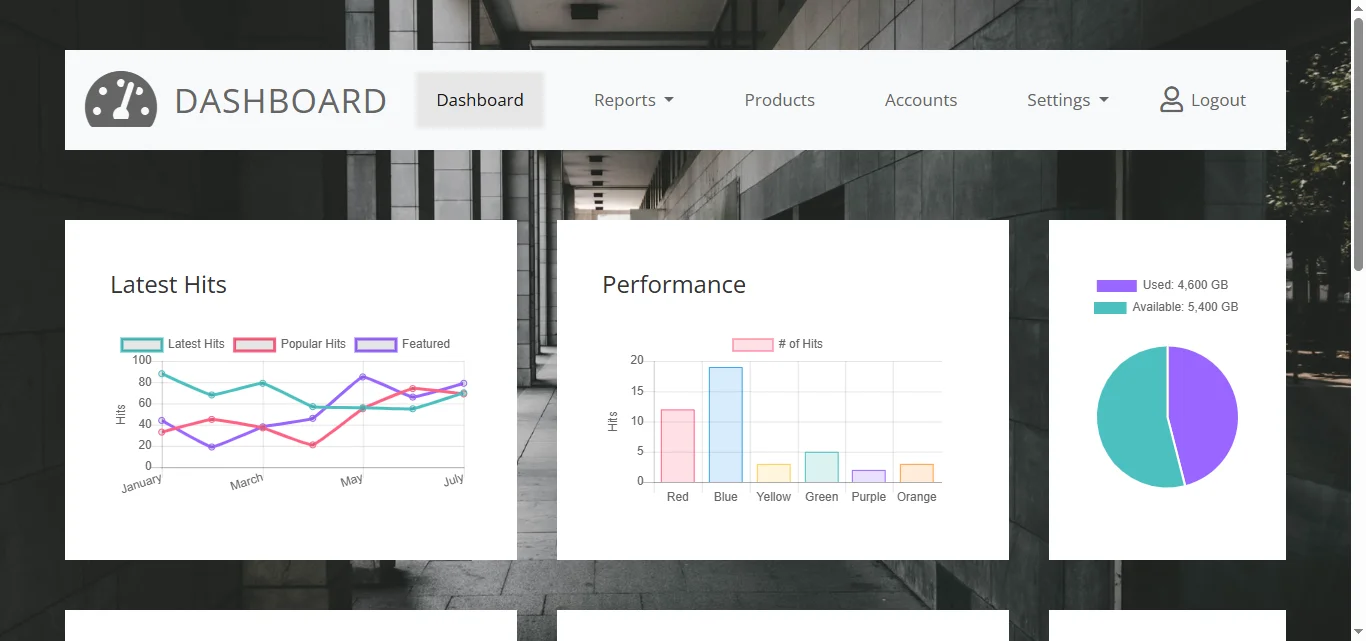 DASHBOARD
Dashboard
Reports
Products
Accounts
Settings
Logout
Latest Hits
Latest Hits
Popular Hits
Featured
100
80
60
40
20
0
Hits
January
March
May
July
Performance
# of Hits
20
15
10
5
0
Hits
Red
Blue
Yellow
Green
Purple
Orange
Used: 4,600 GB
Available: 5,400 GB